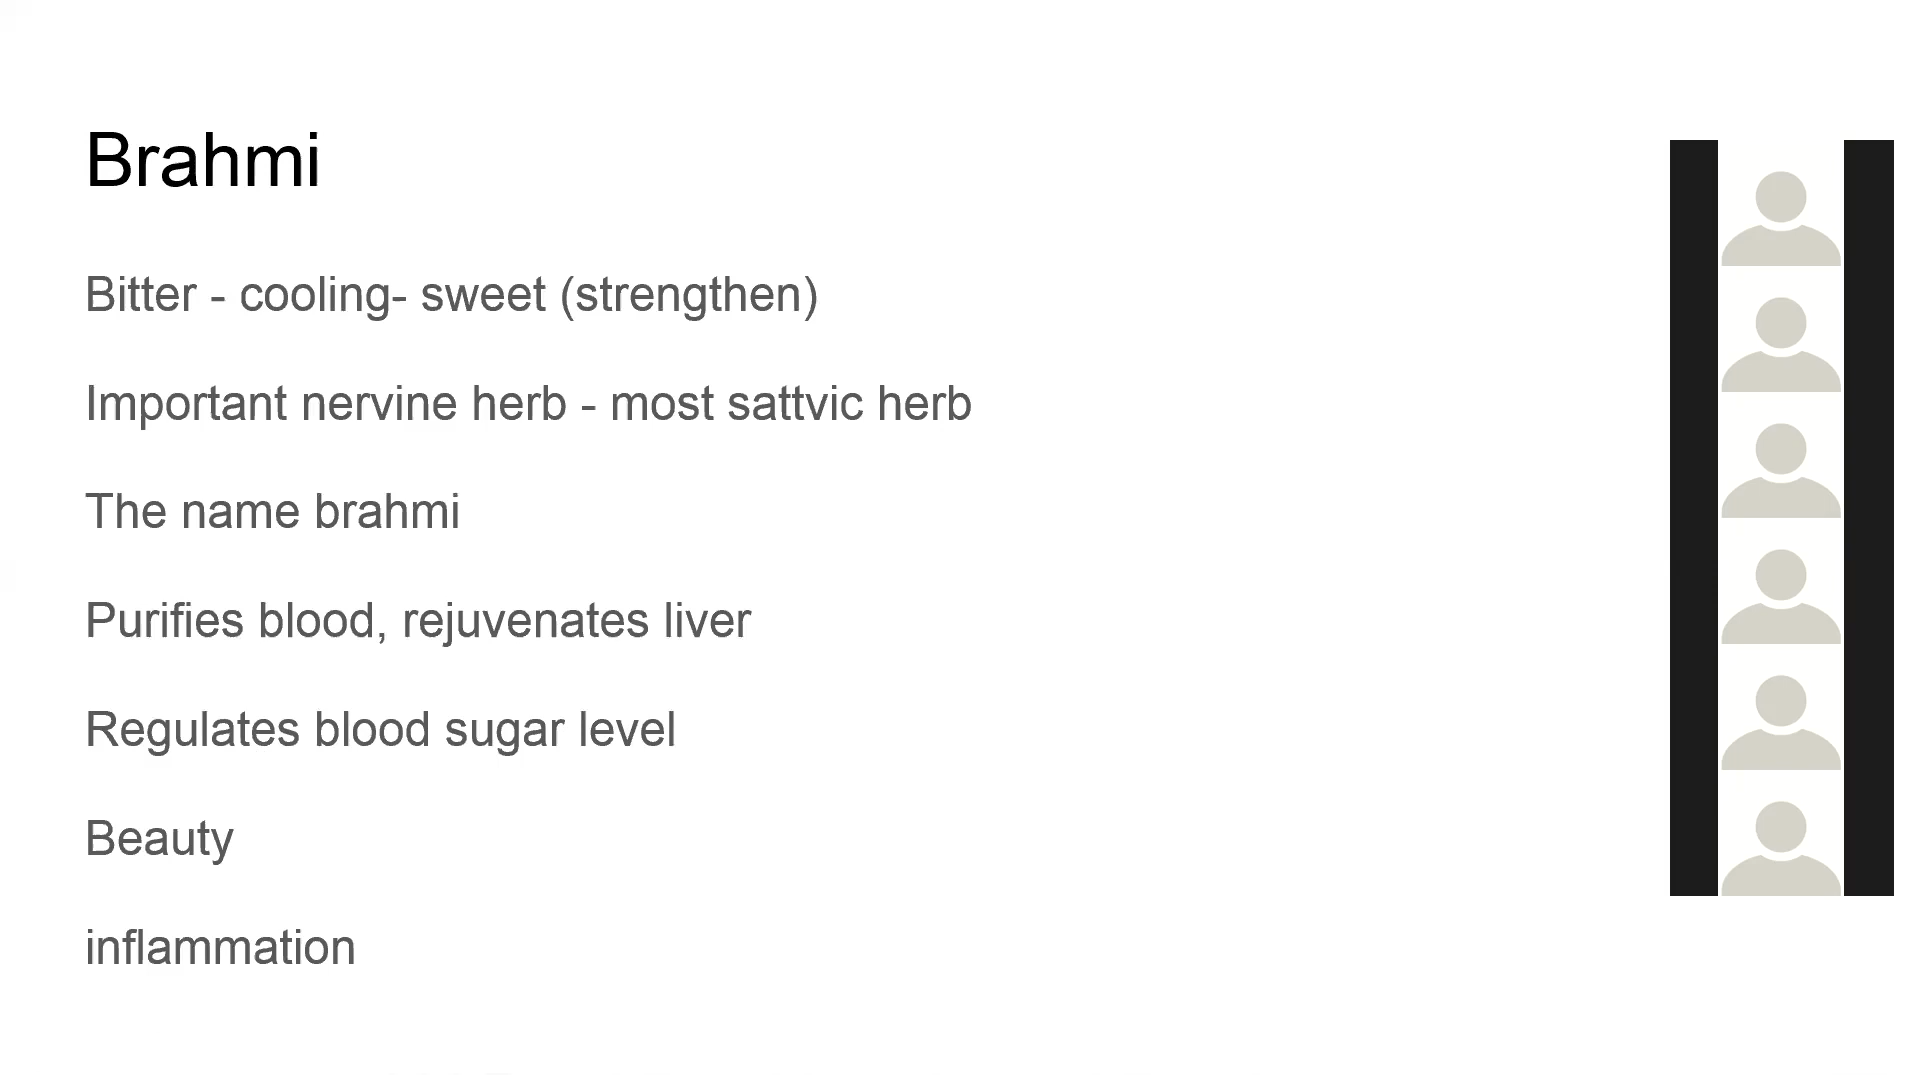 Brahmi
Bitter - cooling- sweet (strengthen)
Important nervine herb - most sattvic herb
The name brahmi
Purifies blood, rejuvenates liver
Regulates blood sugar level
Beauty
inflammation